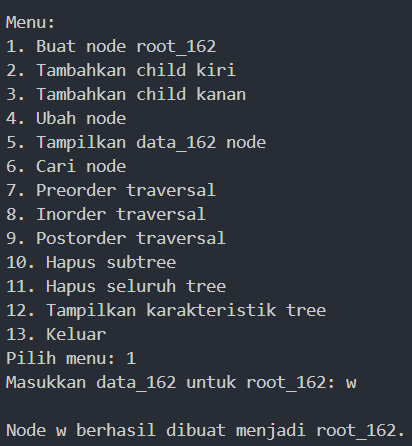 Menu:
1. Buat node root_162
2. Tambahkan child kiri
3. Tambahkan child kanan
4. Ubah node
5. Tampilkan data_162 node
6. Cari node
7. Preorder traversal
8. Inorder traversal
9. Postorder traversal
10. Hapus subtree
11. Hapus seluruh tree
12. Tampilkan karakteristik tree
13. Keluar
Pilih menu: 1
Masukkan data_162 untuk root_162: w
Node w berhasil dibuat menjadi root_162.